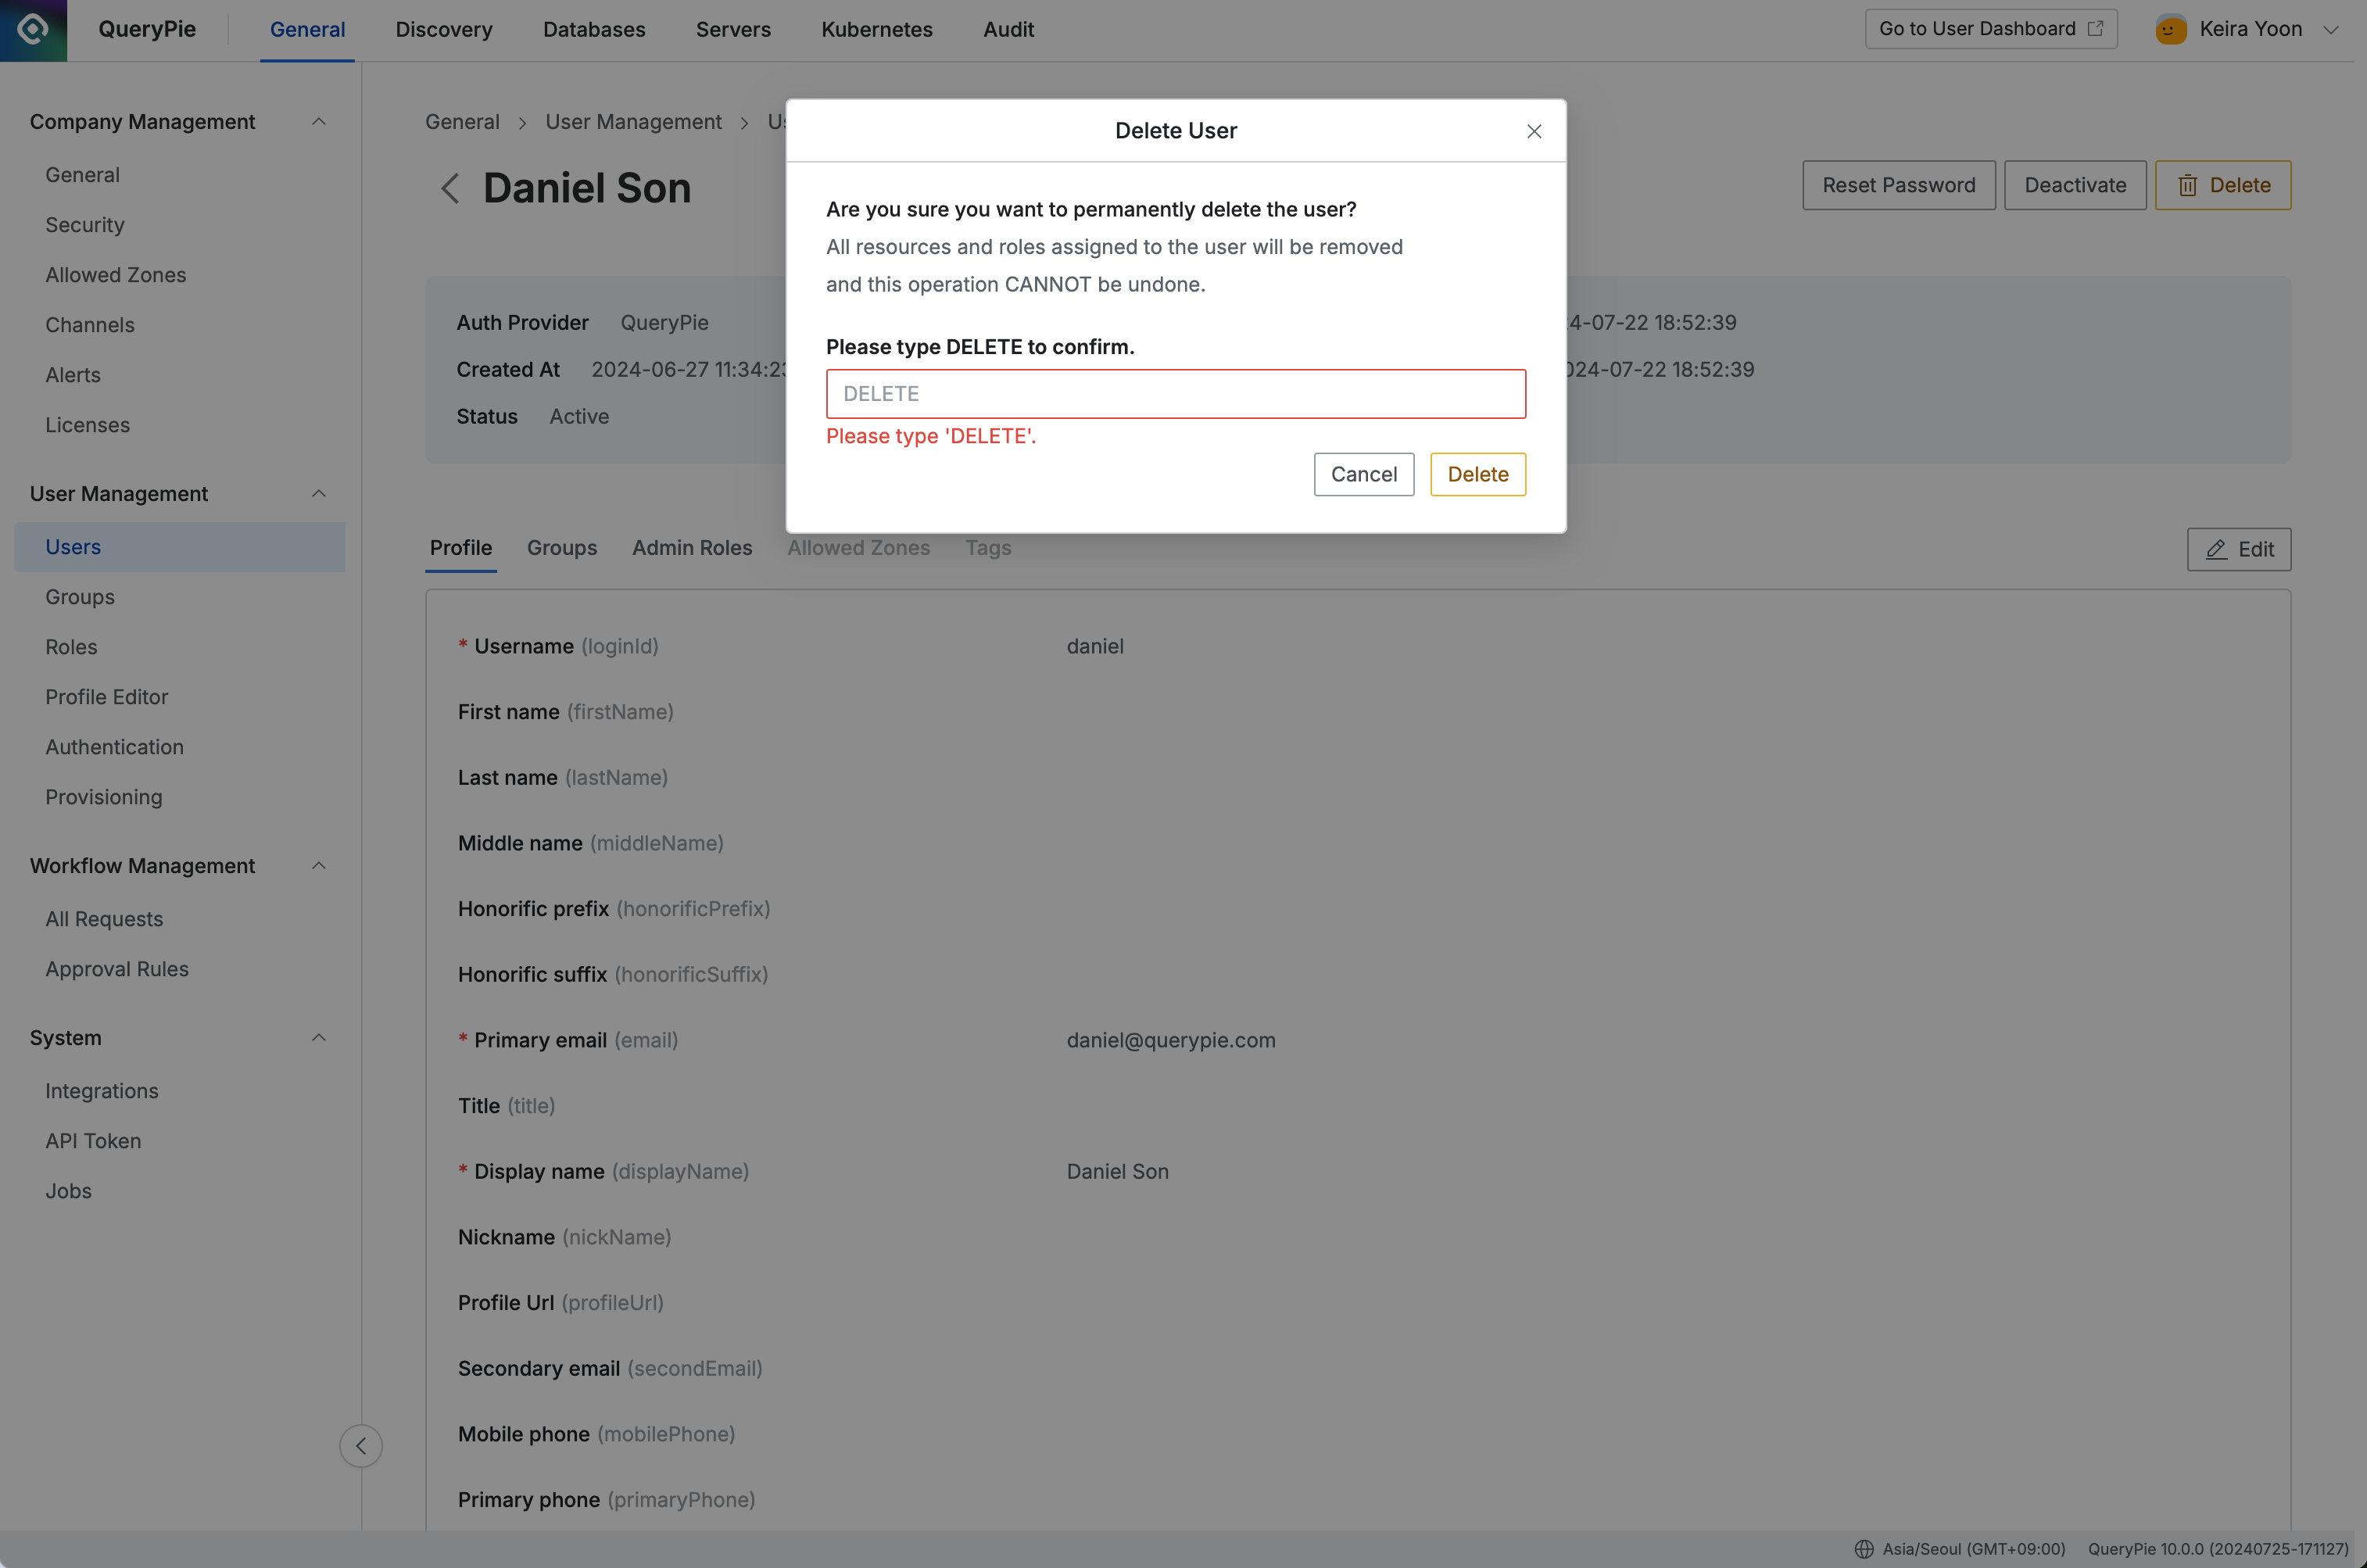 QueryPie
General
Discovery
Databases
Servers
Kubernetes
Audit
Go to User Dashboard
Keira Yoon
Company Management
General
Security
Allowed Zones
Channels
Alerts
Licenses
User Management
Users
Groups
Roles
Profile Editor
Authentication
Provisioning
Workflow Management
All Requests
Approval Rules
System
Integrations
API Token
Jobs
General > User Management >
Daniel Son
Reset Password
Deactivate
Delete
Auth Provider QueryPie
4-07-22 18:52:39
Created At 2024-06-27 11:34:23
24-07-22 18:52:39
Status Active
Delete User
Are you sure you want to permanently delete the user?
All resources and roles assigned to the user will be removed
and this operation CANNOT be undone.
Please type DELETE to confirm.
DELETE
Please type 'DELETE'.
Cancel
Delete
Profile
Groups
Admin Roles
Allowed Zones
Tags
Edit
* Username (loginId) daniel
First name (firstName)
Last name (lastName)
Middle name (middleName)
Honorific prefix (honorificPrefix)
Honorific suffix (honorificSuffix)
* Primary email (email) daniel@querypie.com
Title (title)
* Display name (displayName) Daniel Son
Nickname (nickName)
Profile Url (profileUrl)
Secondary email (secondEmail)
Mobile phone (mobilePhone)
Primary phone (primaryPhone)
Asia/Seoul (GMT+09:00)
QueryPie 10.0.0 (20240725-171127)